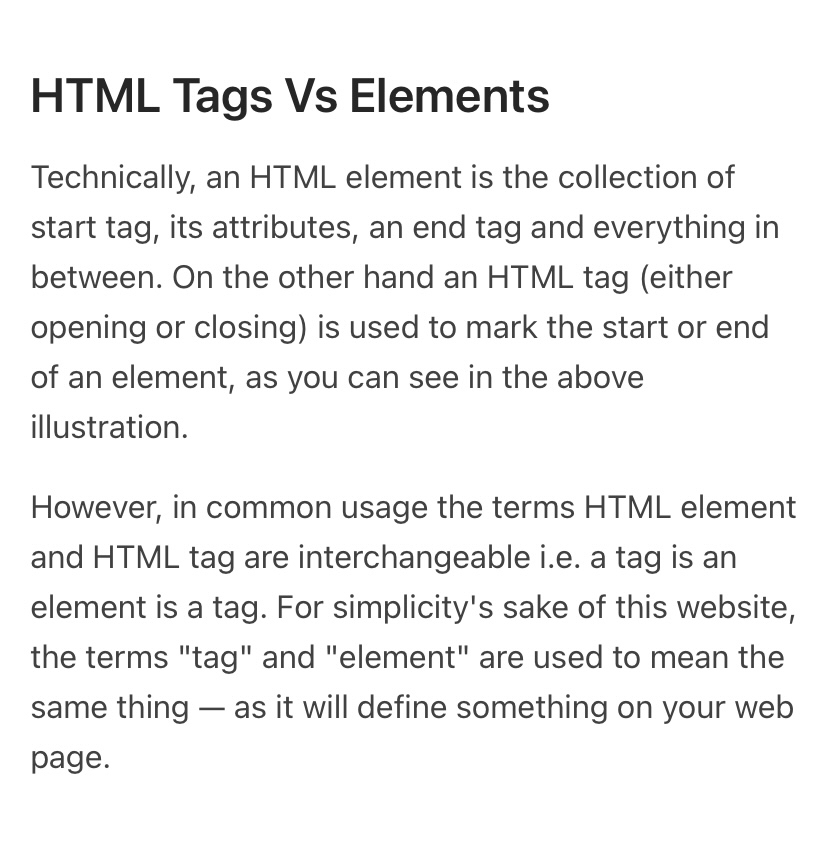 HTML Tags Vs Elements
Technically, an HTML element is the collection of
start tag, its attributes, an end tag and everything in
between. On the other hand an HTML tag (either
opening or closing) is used to mark the start or end
of an element, as you can see in the above
illustration.
However, in common usage the terms HTML element
and HTML tag are interchangeable i.e. a tag is an
element is a tag. For simplicity's sake of this website,
the terms "tag" and "element" are used to mean the
same thing — as it will define something on your web
page.